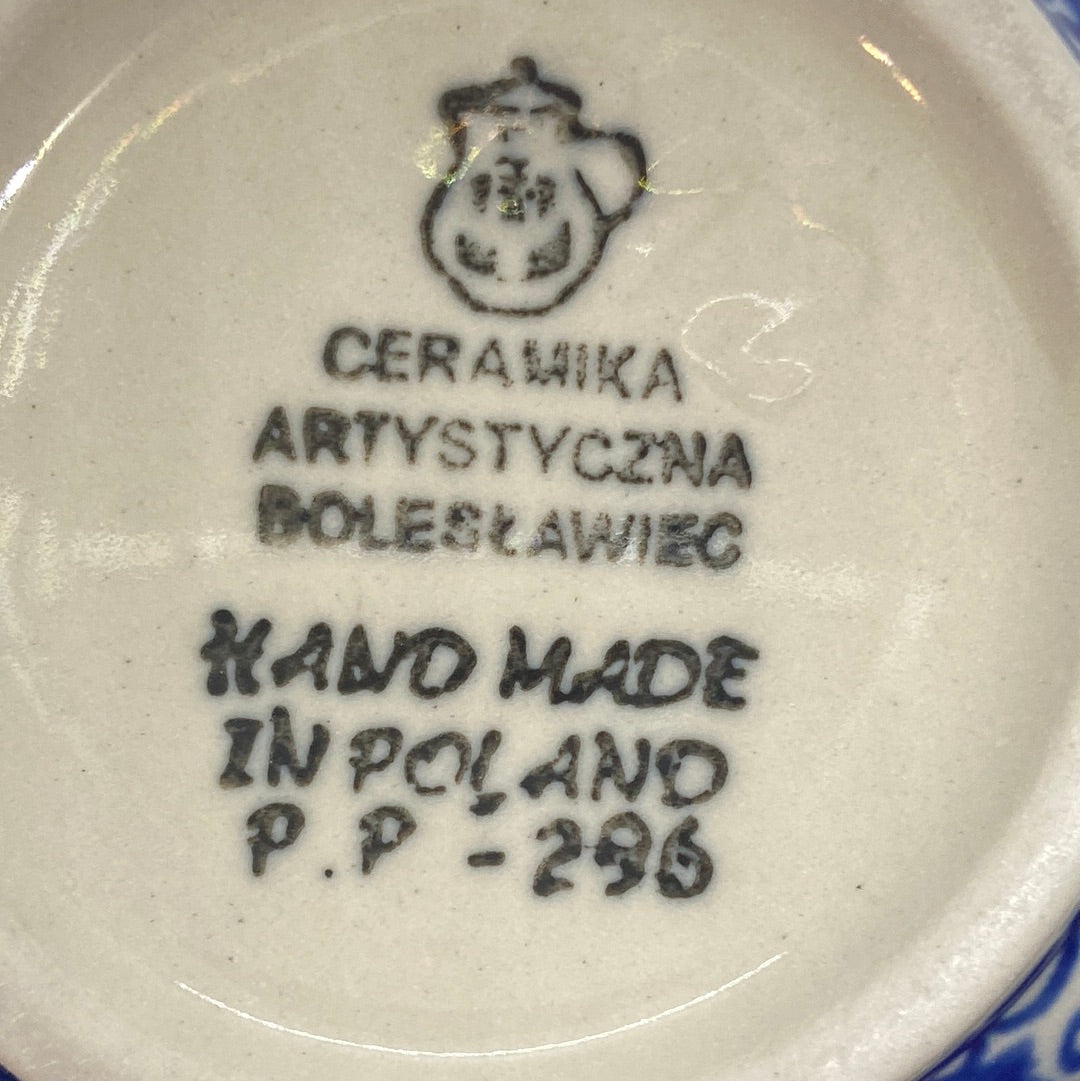 CERAMIKA
ARTYSTYCZNA
BOLESŁAWIEC
HAND MADE
IN POLAND
P.P - 296